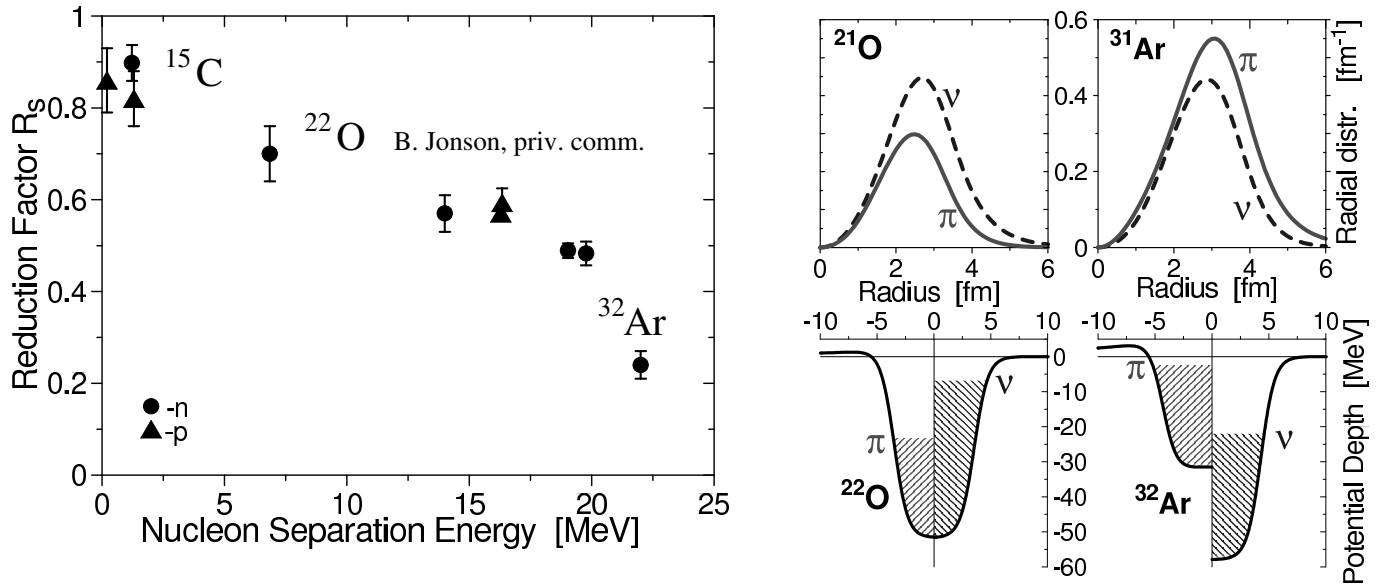 1
0.8
0.6
0.4
0.2
0
Reduction Factor R_s
15C
22O B. Jonson, priv. comm.
32Ar
-n
-p
0 5 10 15 20 25
Nucleon Separation Energy [MeV]
21O
ν
π
31Ar
π
ν
0.6
0.4
0.2
0
Radial distr. [fm-1]
0 2 4 6
Radius [fm]
0 2 4 6
Radius [fm]
-10 -5 0 5 10
-10 -5 0 5 10
π
ν
22O
π
ν
32Ar
0
-10
-20
-30
-40
-50
-60
Potential Depth [MeV]